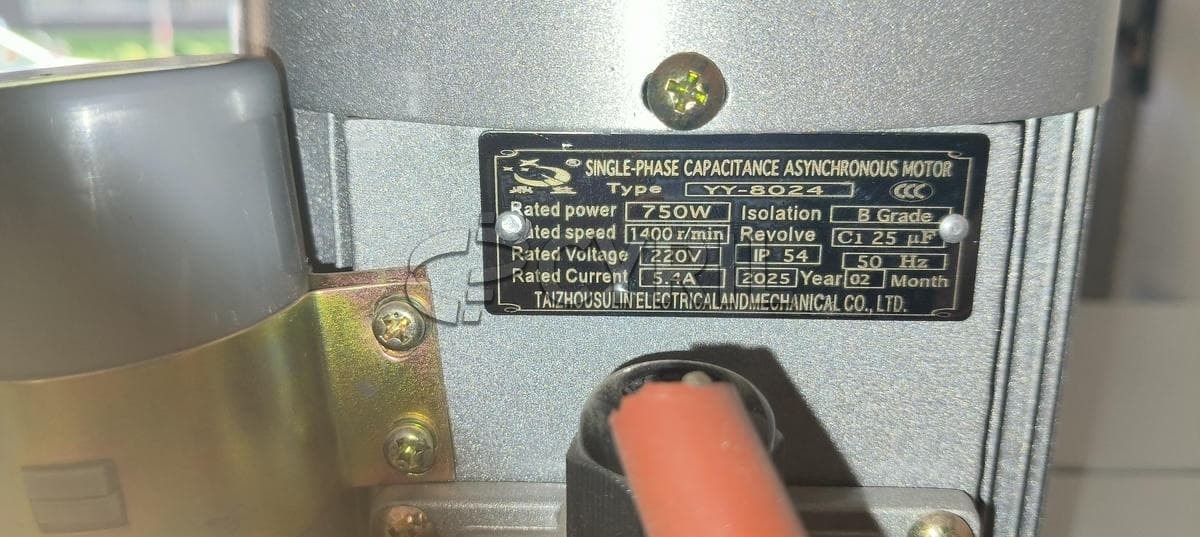 SINGLE-PHASE CAPACITANCE ASYNCHRONOUS MOTOR
Type YY-8024 CCC
Rated power 750W Isolation B Grade
Rated speed 1400 r/min Revolve C1 25 µF
Rated Voltage 220V IP 54 50 Hz
Rated Current 5.4A 2025 Year 02 Month
TAIZHOUSULINELECTRICALANDMECHANICAL CO., LTD.